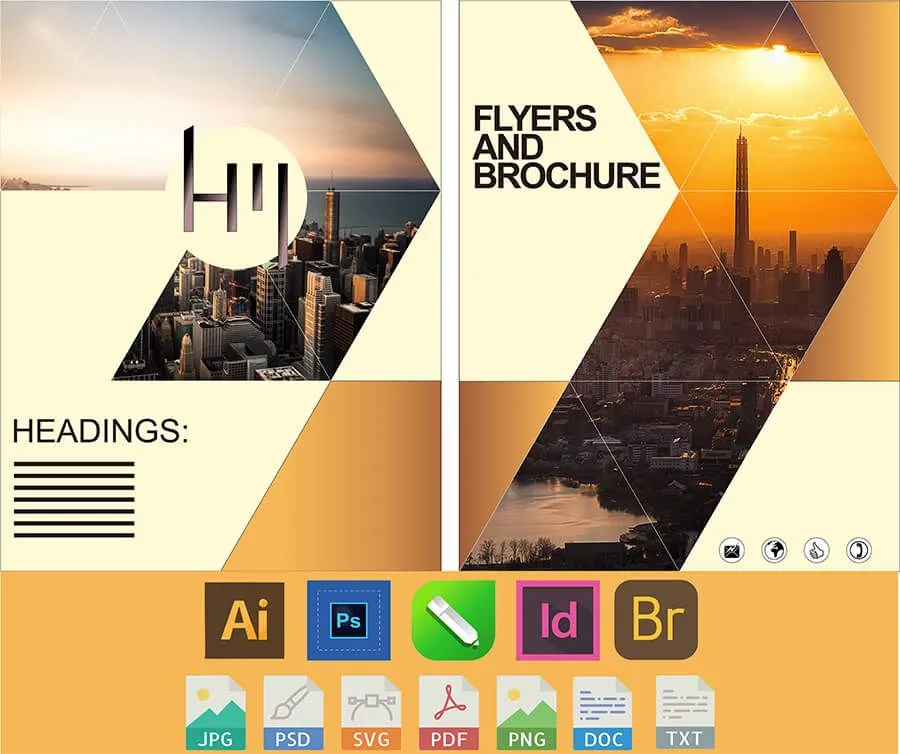 HEADINGS:
FLYERS
AND
BROCHURE
Ai
Ps
Id
Br
JPG
PSD
SVG
PDF
PNG
DOC
TXT